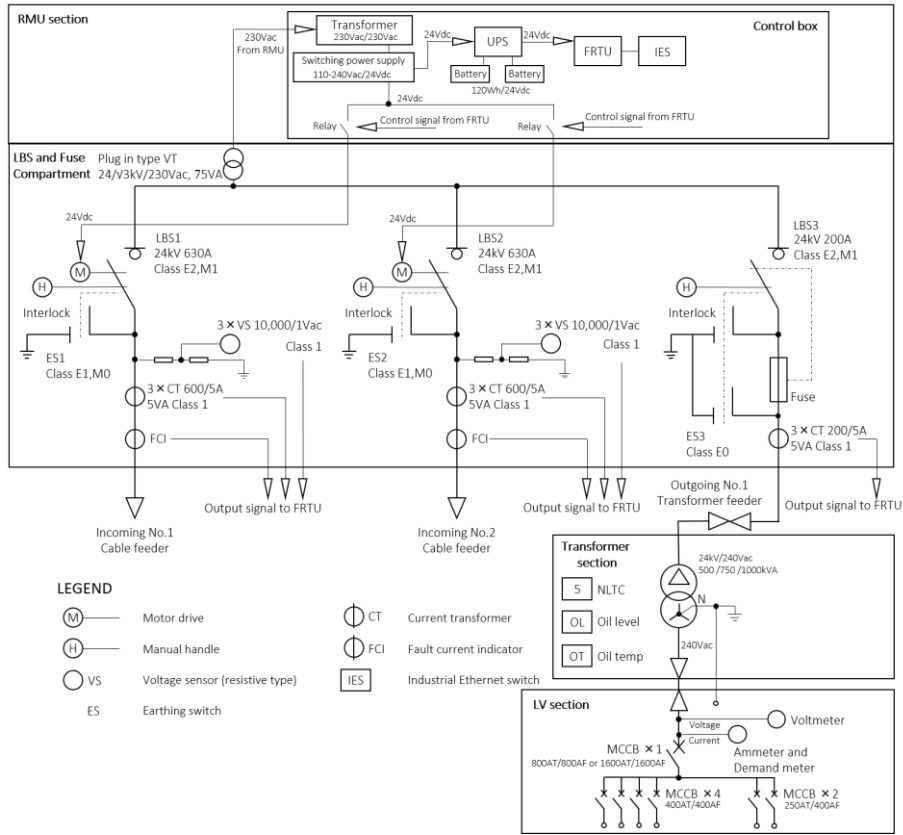 RMU section
Control box
230Vac
From RMU
Transformer
230Vac/230Vac
Switching power supply
110-240Vac/24Vdc
24Vdc
UPS
24Vdc
FRTU
IES
Battery
Battery
120Wh/24Vdc
24Vdc
Relay
Control signal from FRTU
Relay
Control signal from FRTU
LBS and Fuse
Compartment
Plug in type VT
24/√3kV/230Vac, 75VA
24Vdc
LBS1
24kV 630A
Class E2,M1
M
H
Interlock
ES1
Class E1,M0
3 × VS 10,000/1Vac
Class 1
3 × CT 600/5A
5VA Class 1
FCI
Output signal to FRTU
Incoming No.1
Cable feeder
24Vdc
LBS2
24kV 630A
Class E2,M1
M
H
Interlock
ES2
Class E1,M0
3 × VS 10,000/1Vac
Class 1
3 × CT 600/5A
5VA Class 1
FCI
Output signal to FRTU
Incoming No.2
Cable feeder
LBS3
24kV 200A
Class E2,M1
H
Interlock
Fuse
ES3
Class E0
3 × CT 200/5A
5VA Class 1
Output signal to FRTU
Outgoing No.1
Transformer feeder
Transformer
section
24kV/240Vac
500 /750 /1000kVA
5 NLTC
OL Oil level
OT Oil temp
N
240Vac
LV section
Voltage
Voltmeter
Current
Ammeter and
Demand meter
MCCB × 1
800AT/800AF or 1600AT/1600AF
MCCB × 4
400AT/400AF
MCCB × 2
250AT/400AF
LEGEND
M Motor drive
H Manual handle
VS Voltage sensor (resistive type)
ES Earthing switch
CT Current transformer
FCI Fault current indicator
IES Industrial Ethernet switch